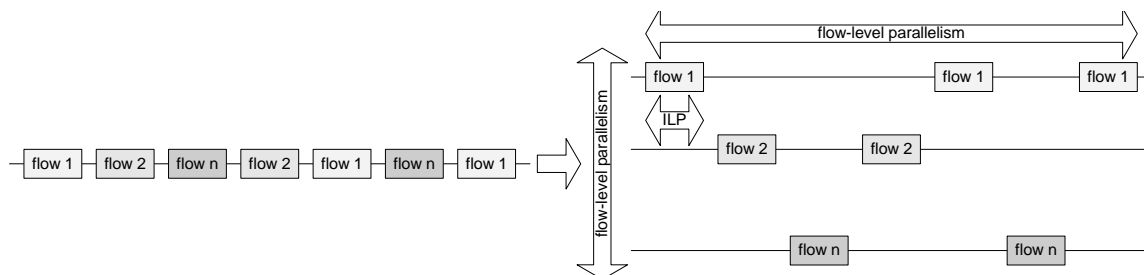 flow-level parallelism
flow 1 flow 1 flow 1
flow-level parallelism
ILP
flow 2 flow 2
flow 1 flow 2 flow n flow 2 flow 1 flow n flow 1
flow n flow n